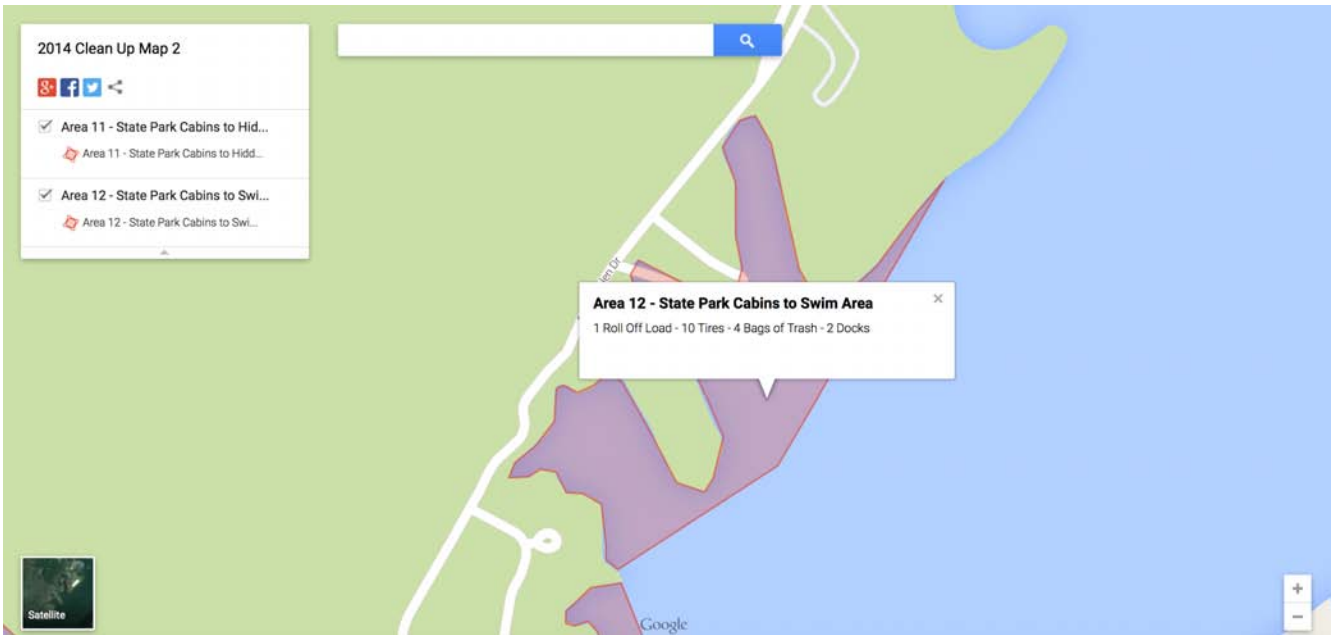 2014 Clean Up Map 2
Area 11 - State Park Cabins to Hid...
Area 11 - State Park Cabins to Hidd...
Area 12 - State Park Cabins to Swi...
Area 12 - State Park Cabins to Swi...
Area 12 - State Park Cabins to Swim Area
1 Roll Off Load - 10 Tires - 4 Bags of Trash - 2 Docks
Dr
Satellite
Google